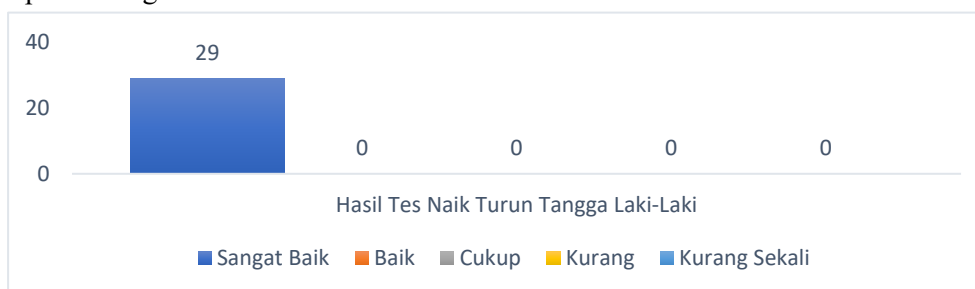 40
29
20
0 0 0 0
0
Hasil Tes Naik Turun Tangga Laki-Laki
Sangat Baik Baik Cukup Kurang Kurang Sekali